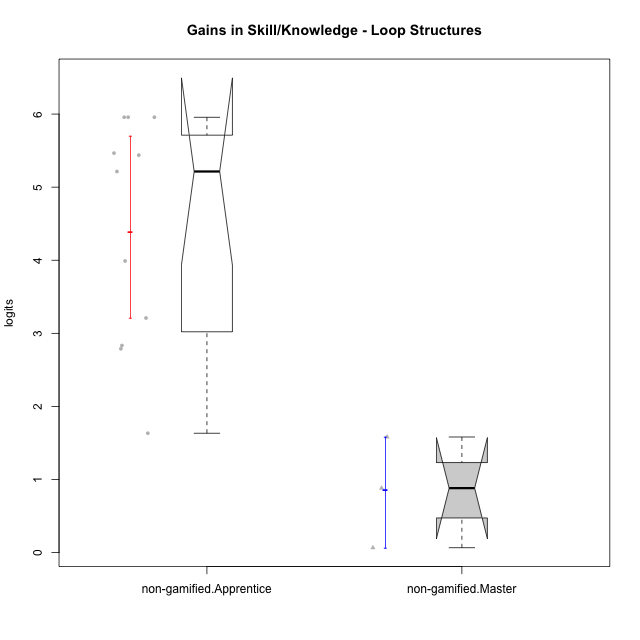 Gains in Skill/Knowledge - Loop Structures
logits
6
5
4
3
2
1
0
non-gamified.Apprentice
non-gamified.Master